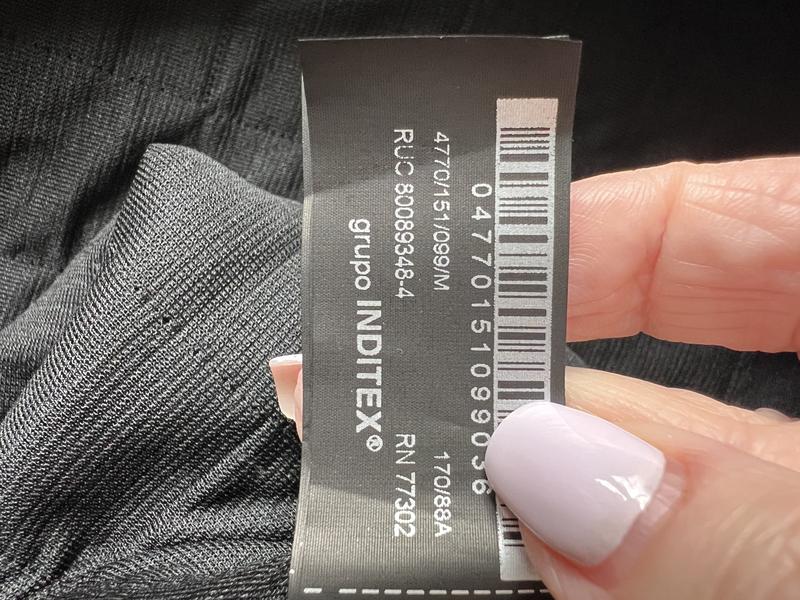 04770151099036
4770/151/099/M 170/88A
RUC 80089348-4 RN 77302
grupo INDITEX®